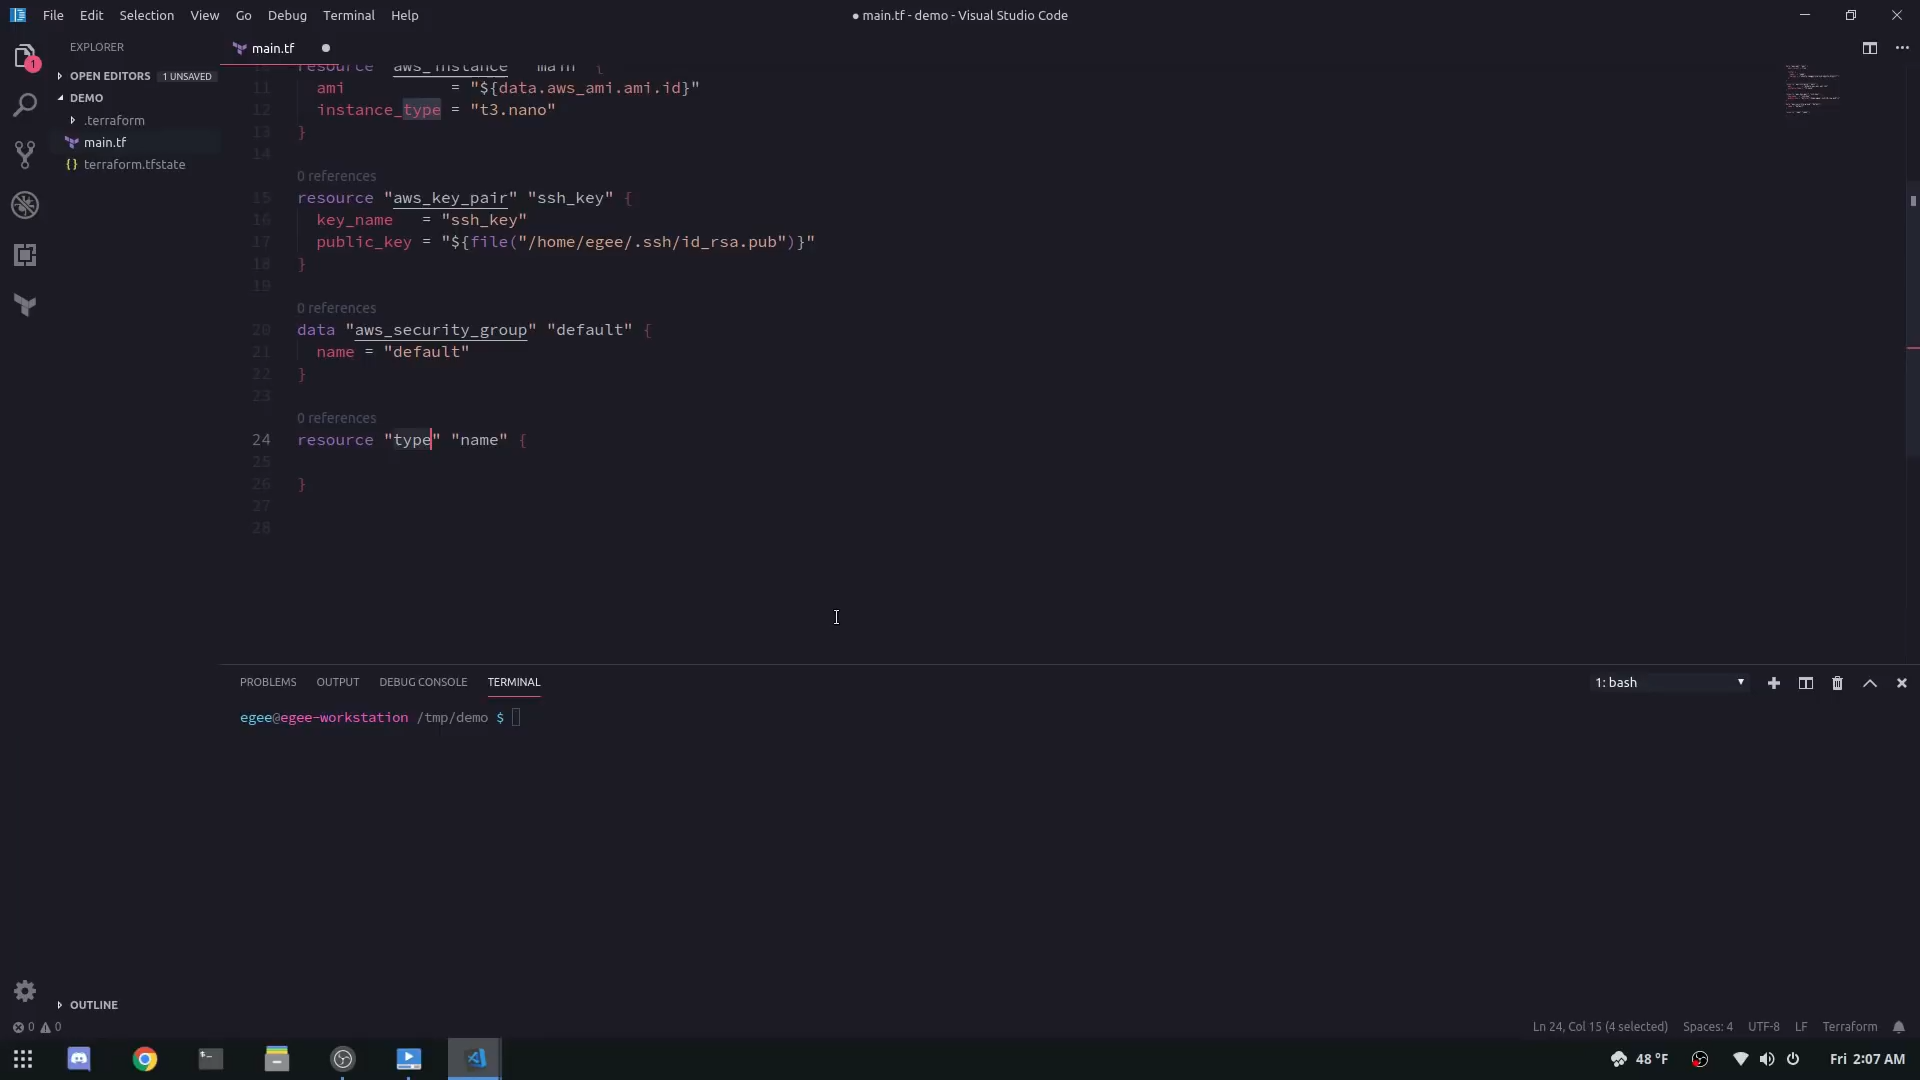 File Edit Selection View Go Debug Terminal Help
● main.tf - demo - Visual Studio Code
EXPLORER
main.tf
OPEN EDITORS 1 UNSAVED
DEMO
.terraform
main.tf
terraform.tfstate
1
resource "aws_instance" "main" {
11 ami = "${data.aws_ami.ami.id}"
12 instance_type = "t3.nano"
13 }
14
0 references
15 resource "aws_key_pair" "ssh_key" {
16 key_name = "ssh_key"
17 public_key = "${file("/home/egee/.ssh/id_rsa.pub")}"
18 }
19
0 references
20 data "aws_security_group" "default" {
21 name = "default"
22 }
23
0 references
24 resource "type" "name" {
25
26 }
27
28
PROBLEMS OUTPUT DEBUG CONSOLE TERMINAL
1: bash
egee@egee-workstation /tmp/demo $
OUTLINE
0 0
Ln 24, Col 15 (4 selected) Spaces: 4 UTF-8 LF Terraform
48 °F
Fri 2:07 AM